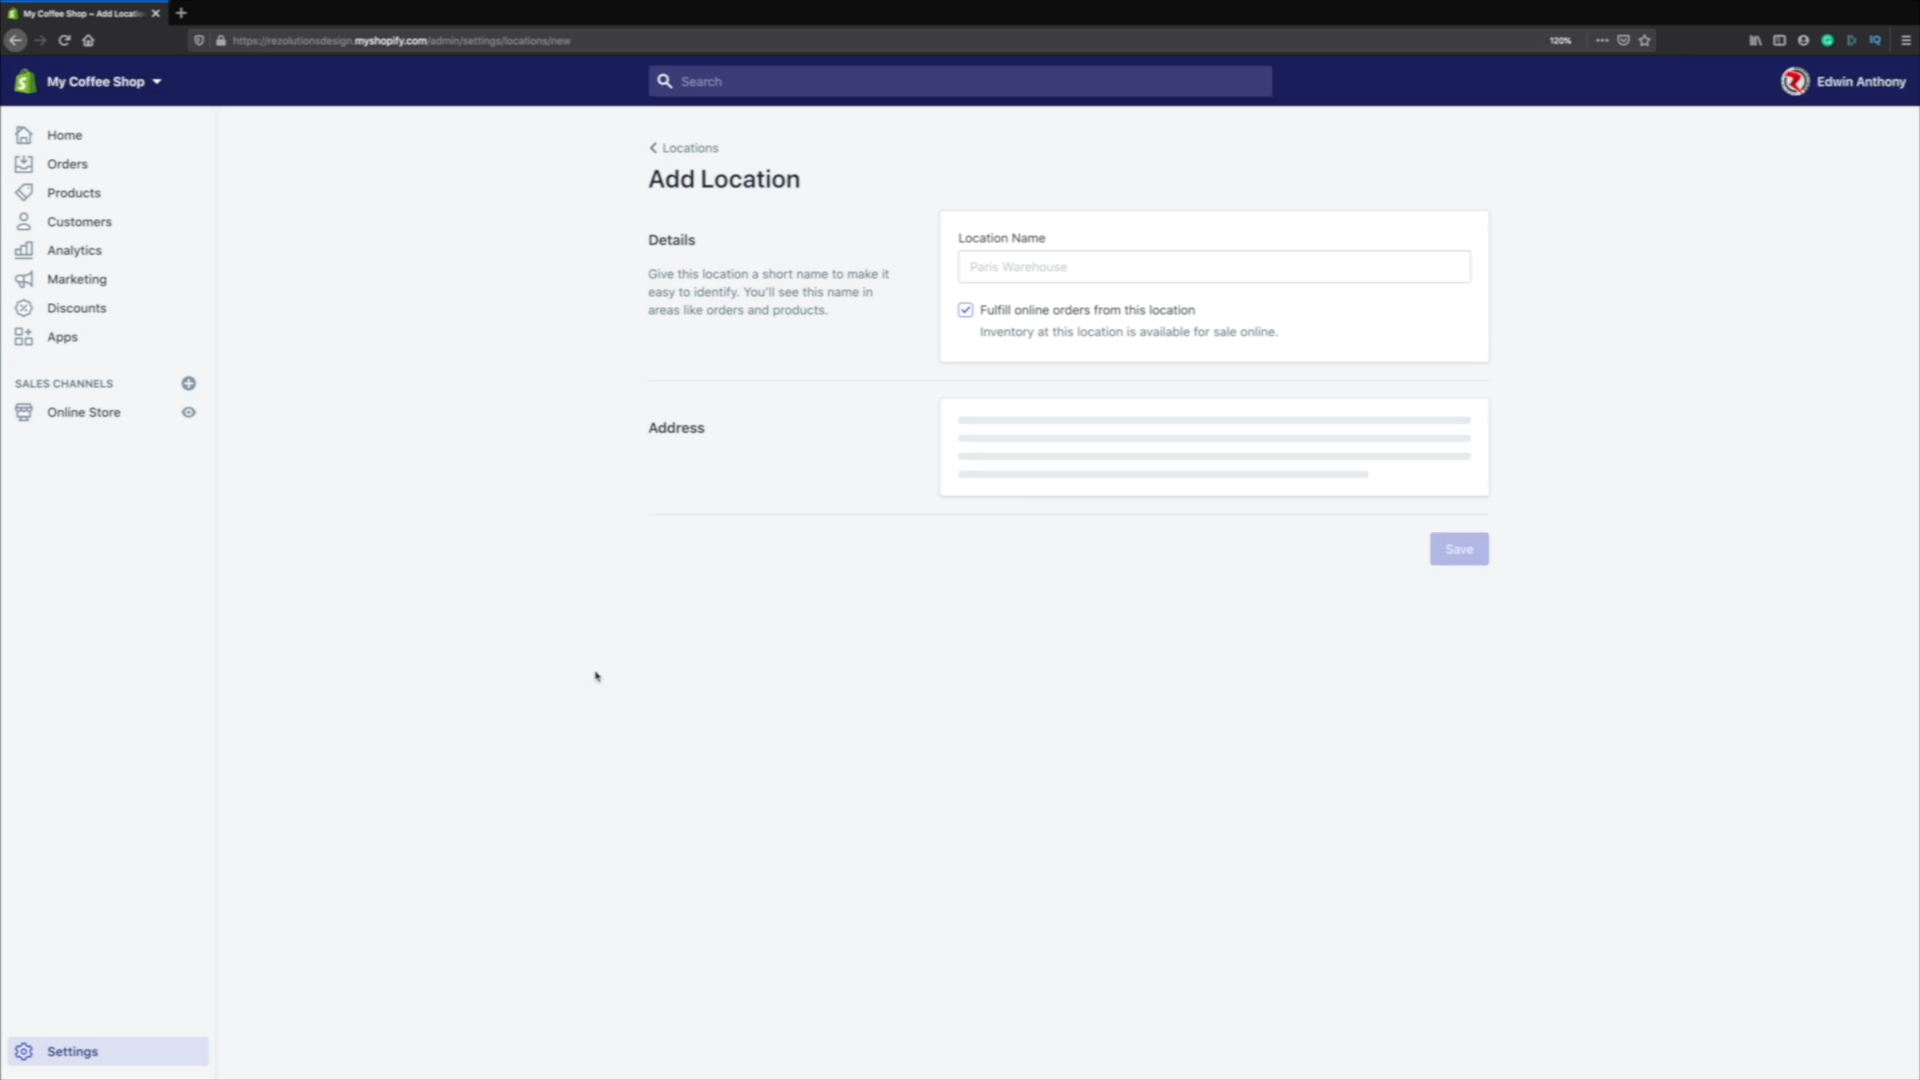 My Coffee Shop ~ Add Locatio
https://rezolutionsdesign.myshopify.com/admin/settings/locations/new
120%
My Coffee Shop
Search
Edwin Anthony
Home
Orders
Products
Customers
Analytics
Marketing
Discounts
Apps
SALES CHANNELS
Online Store
Settings
Locations
Add Location
Details
Give this location a short name to make it
easy to identify. You'll see this name in
areas like orders and products.
Location Name
Paris Warehouse
Fulfill online orders from this location
Inventory at this location is available for sale online.
Address
Save